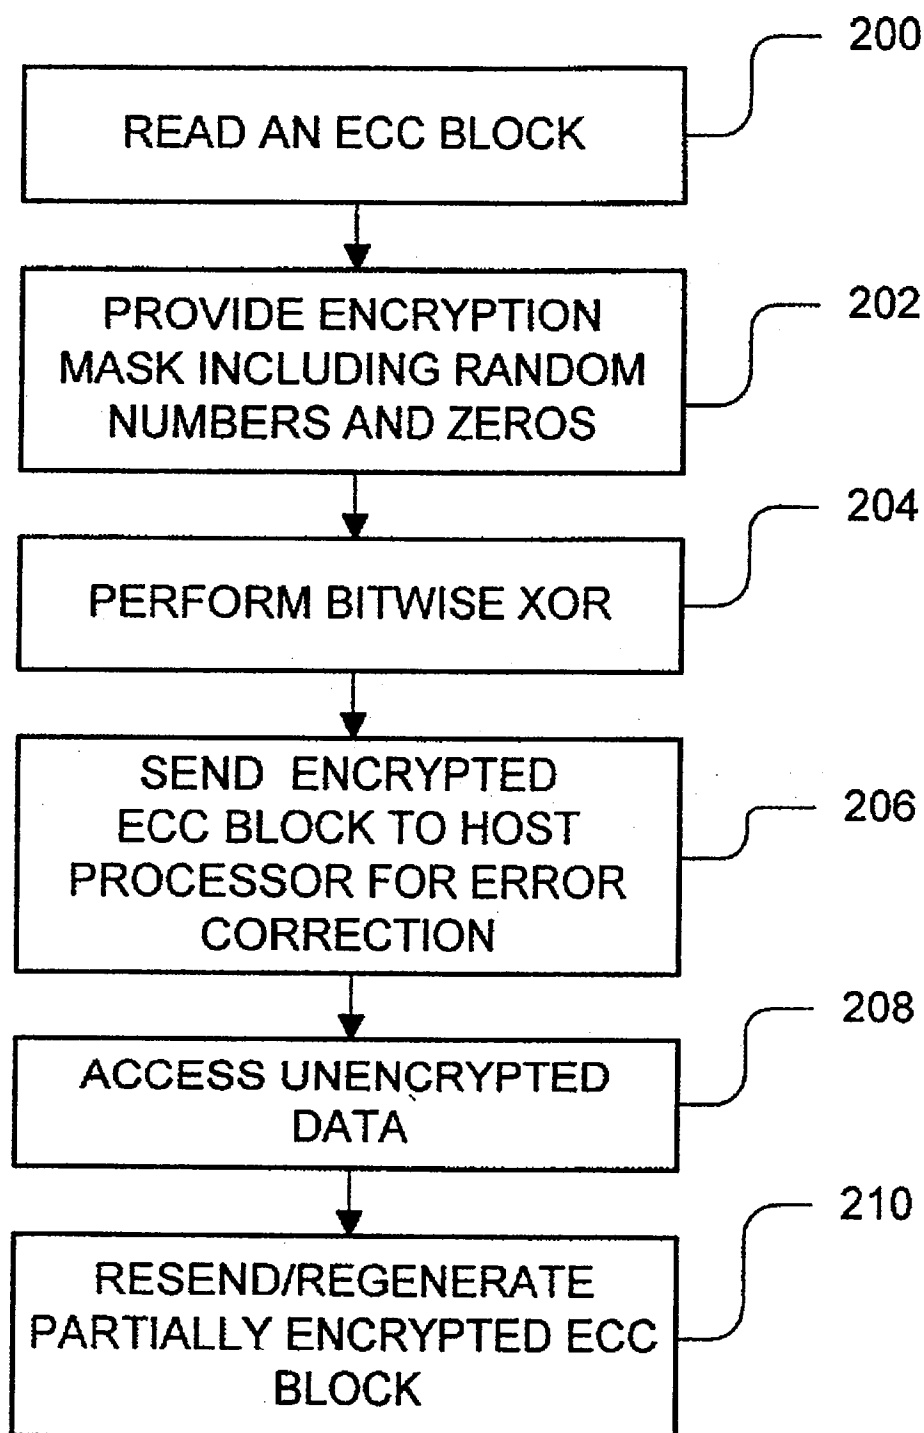 200
READ AN ECC BLOCK
202
PROVIDE ENCRYPTION
MASK INCLUDING RANDOM
NUMBERS AND ZEROS
204
PERFORM BITWISE XOR
206
SEND ENCRYPTED
ECC BLOCK TO HOST
PROCESSOR FOR ERROR
CORRECTION
208
ACCESS UNENCRYPTED
DATA
210
RESEND/REGENERATE
PARTIALLY ENCRYPTED ECC
BLOCK